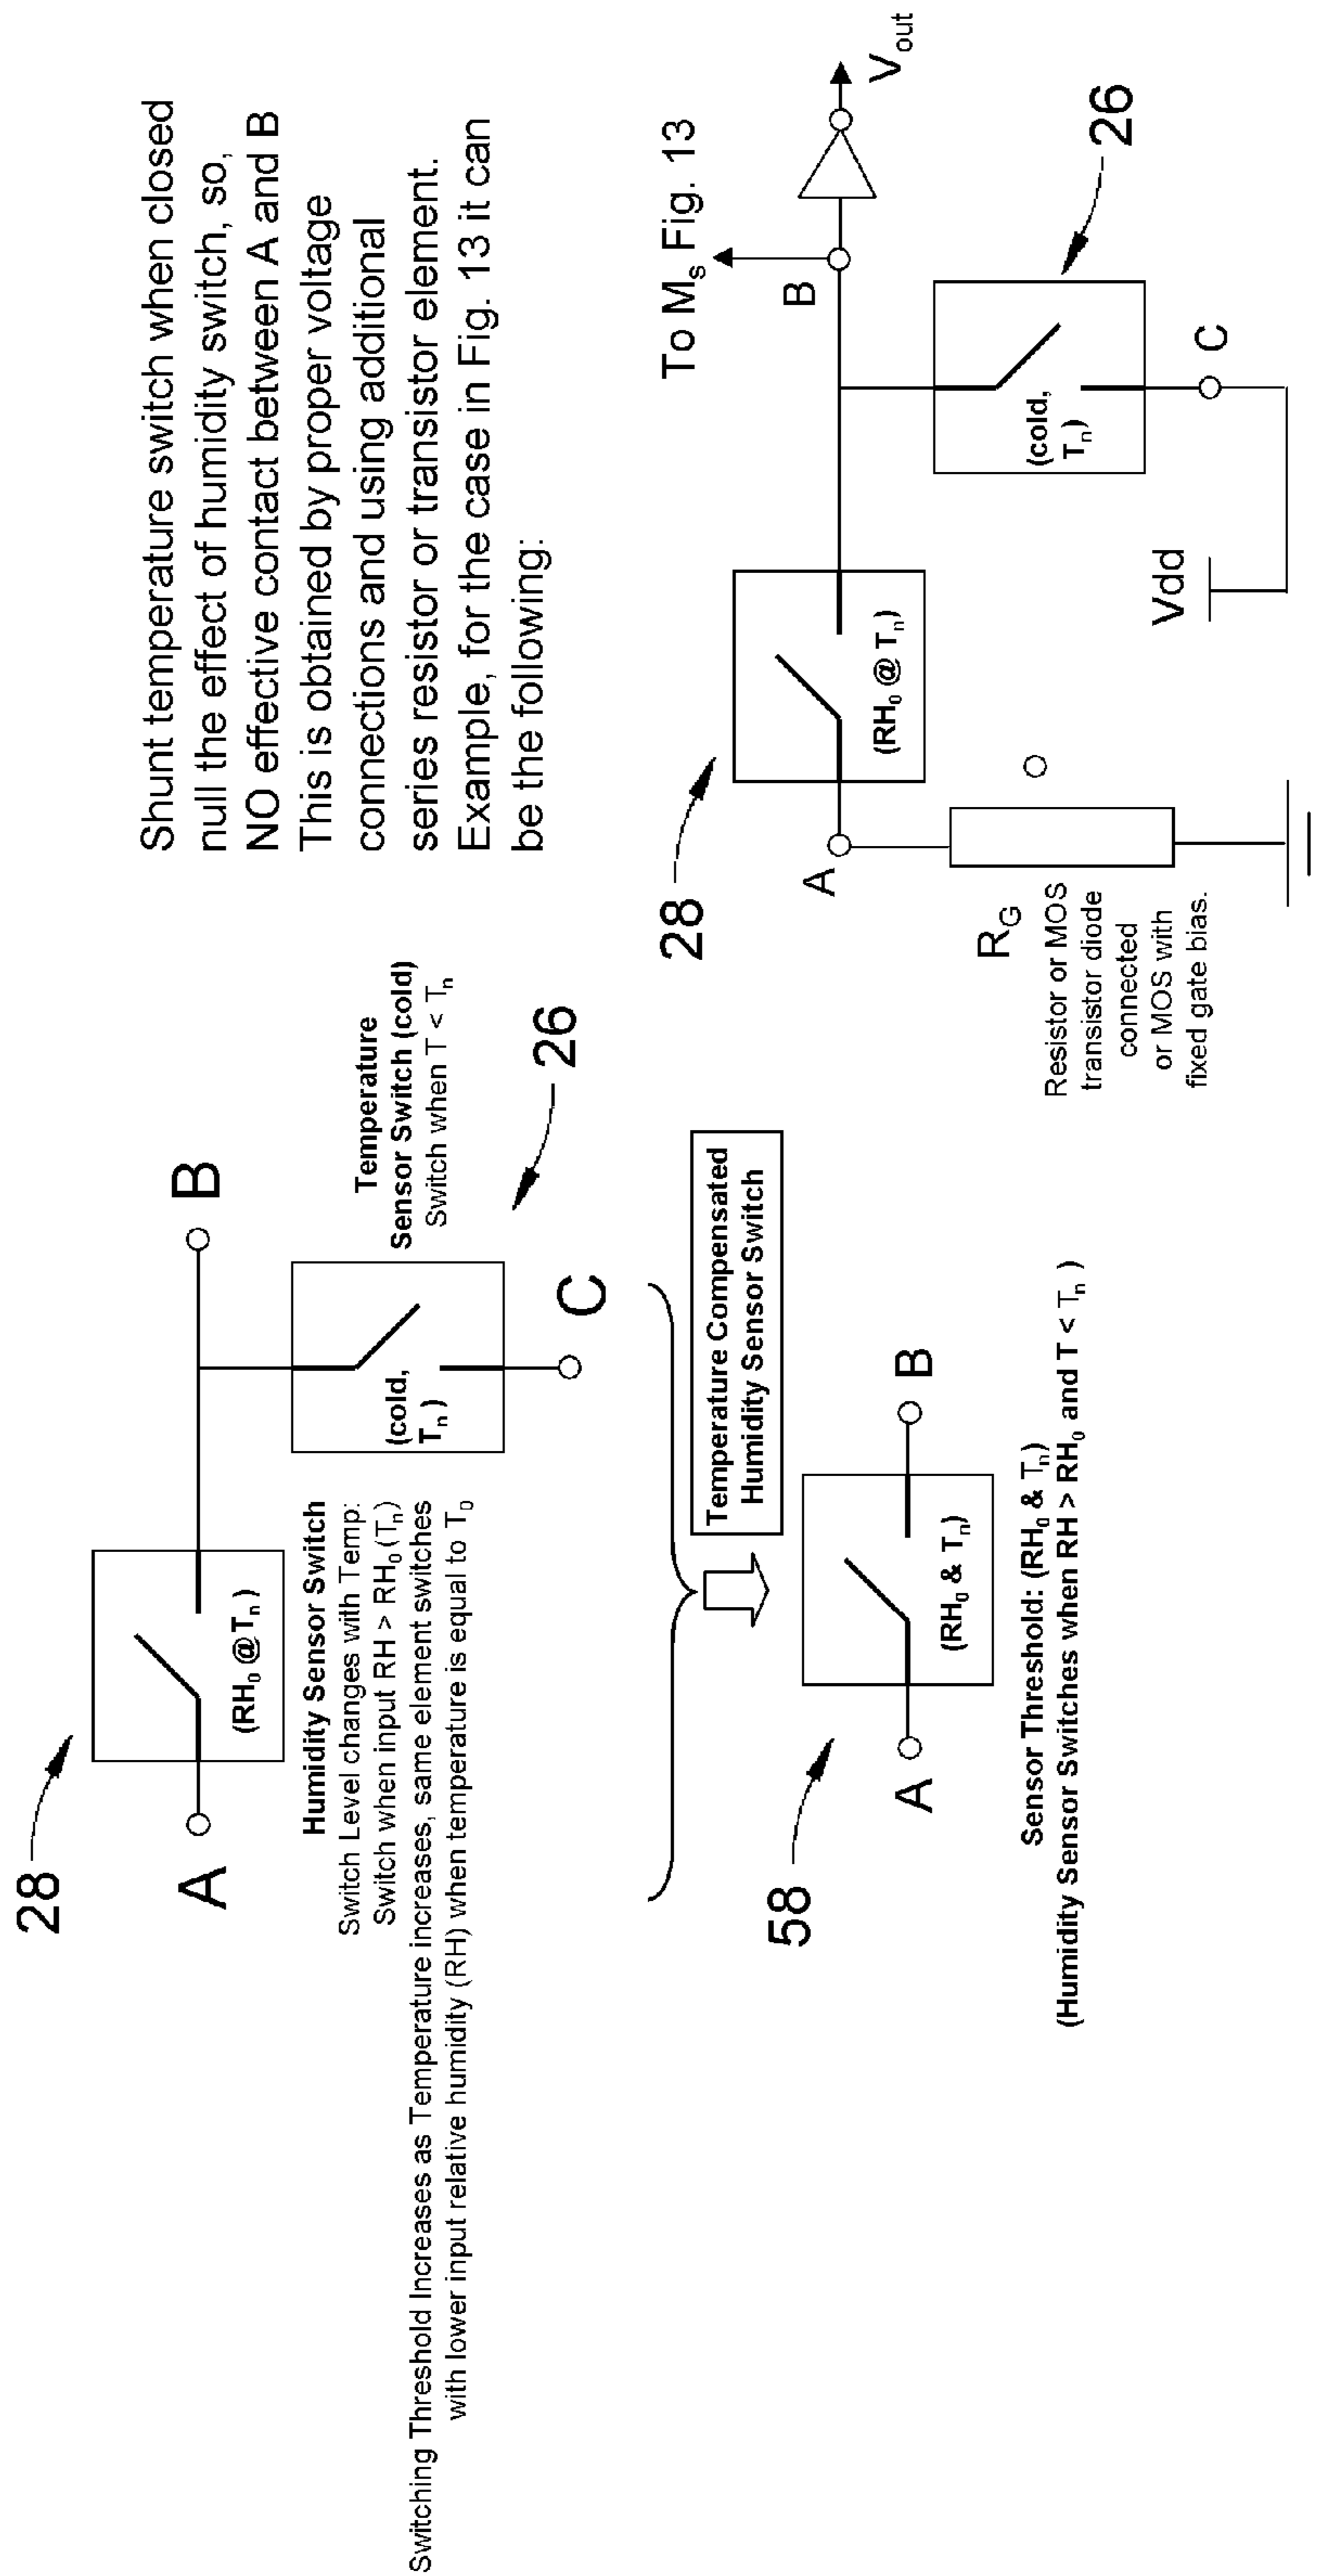 28
A
(RH₀ @Tₙ)
B
Humidity Sensor Switch
Switch Level changes with Temp:
Switch when input RH > RH₀ (Tₙ)
Switching Threshold Increases as Temperature increases, same element switches
with lower input relative humidity (RH) when temperature is equal to T₀
(cold,
Tₙ)
C
Temperature
Sensor Switch (cold)
Switch when T < Tₙ
26
Temperature Compensated
Humidity Sensor Switch
58
A
(RH₀ & Tₙ)
B
Sensor Threshold: (RH₀ & Tₙ)
(Humidity Sensor Switches when RH > RH₀ and T < Tₙ )
Shunt temperature switch when closed
null the effect of humidity switch, so,
NO effective contact between A and B
This is obtained by proper voltage
connections and using additional
series resistor or transistor element.
Example, for the case in Fig. 13 it can
be the following:
28
A
(RH₀ @ Tₙ)
To Mₛ Fig. 13
B
Vout
(cold,
Tₙ)
26
C
Vdd
R_G
Resistor or MOS
transistor diode
connected
or MOS with
fixed gate bias.